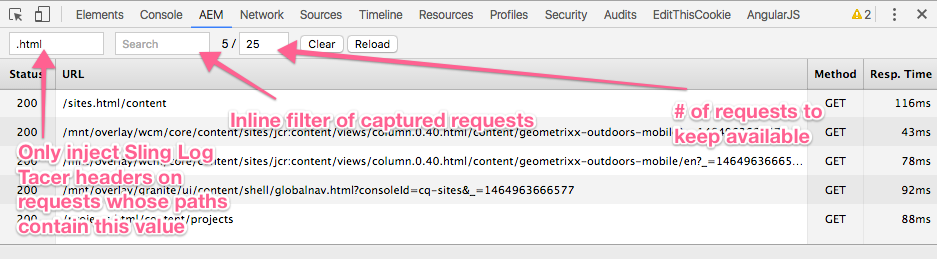 Elements Console AEM Network Sources Timeline Resources Profiles Security Audits EditThisCookie AngularJS 2
.html Search 5 / 25 Clear Reload
Status URL Method Resp. Time
200 /sites.html/content GET 116ms
Inline filter of captured requests
# of requests to
keep available
200 /mnt/overlay/wcm/core/content/sites/jcr:content/views/column.0.40.html/content/geometrixx-outdoors-mobile GET 43ms
Only inject Sling Log
Tacer headers on
requests whose paths
contain this value
200 /mnt/overlay/wcm/core/content/sites/jcr:content/views/column.0.40.html/content/geometrixx-outdoors-mobile/en?_=14649636665... GET 78ms
200 /mnt/overlay/granite/ui/content/shell/globalnav.html?consoleId=cq-sites&_=1464963666577 GET 92ms
200 /projects.html/content/projects GET 88ms